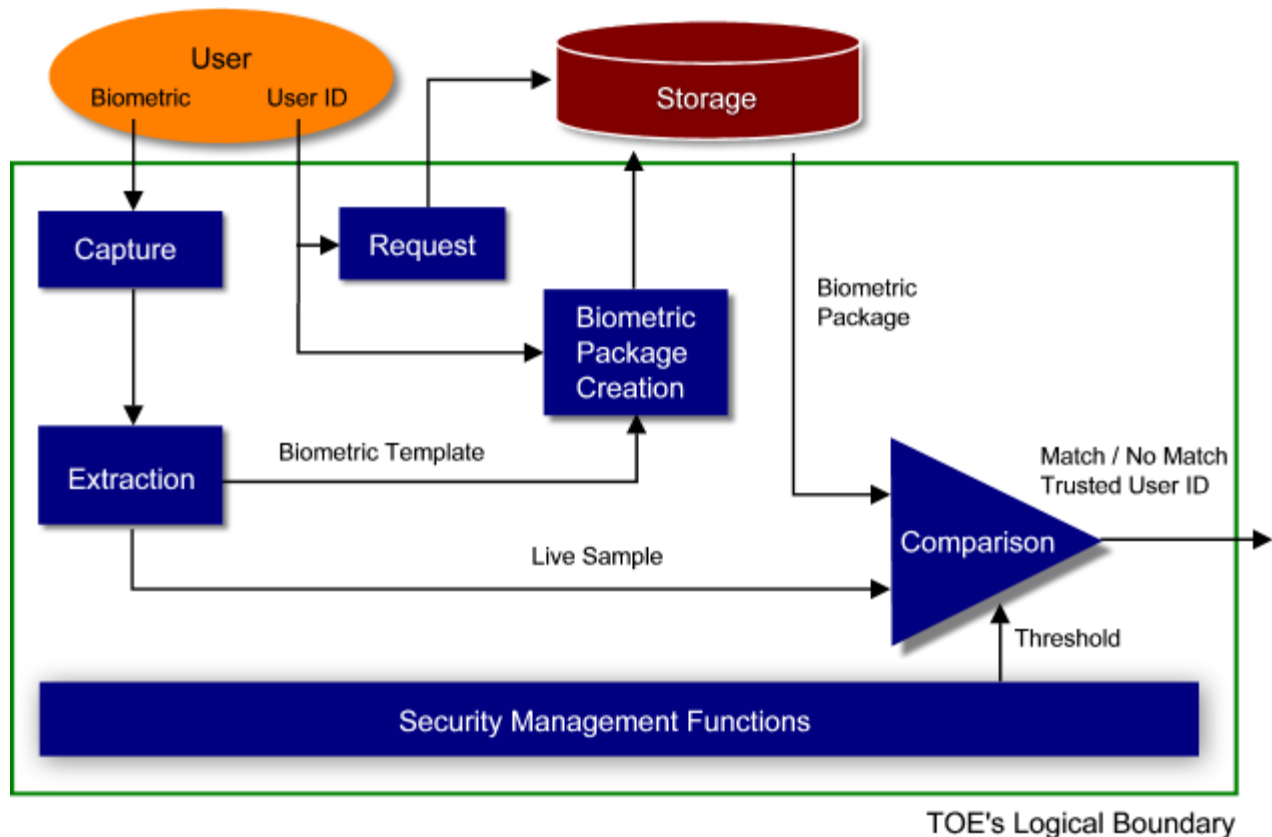 User
Biometric
User ID
Storage
Capture
Request
Biometric
Package
Creation
Biometric
Package
Extraction
Biometric Template
Live Sample
Comparison
Match / No Match
Trusted User ID
Threshold
Security Management Functions
TOE's Logical Boundary